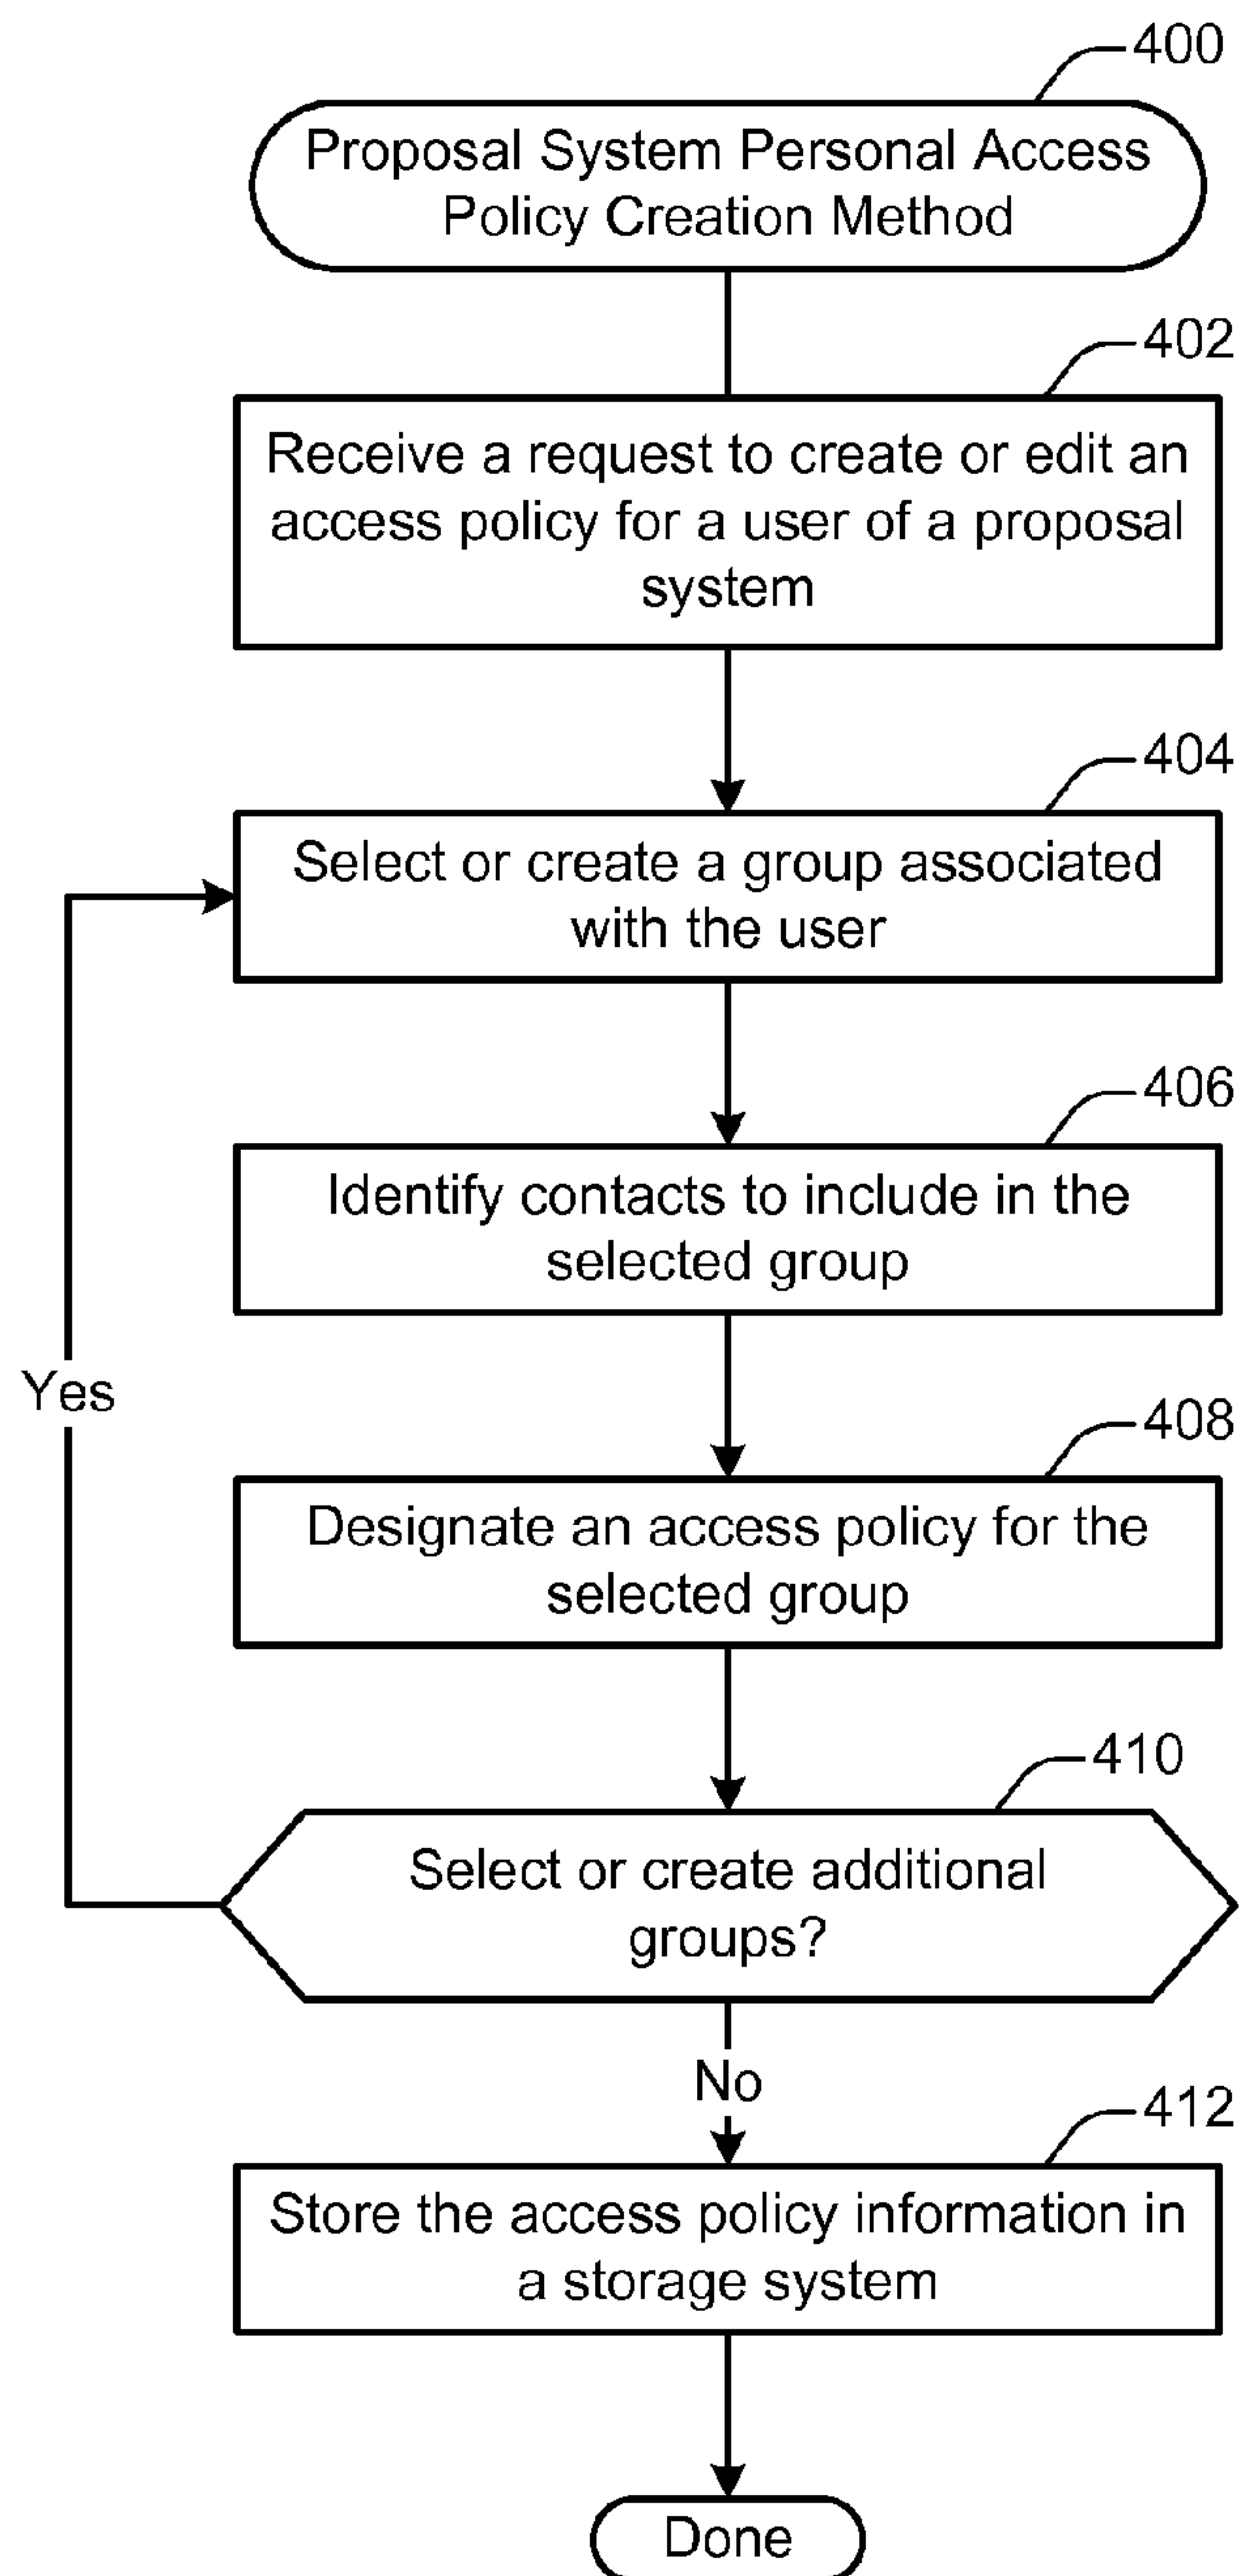 400
Proposal System Personal Access
Policy Creation Method
402
Receive a request to create or edit an
access policy for a user of a proposal
system
404
Select or create a group associated
with the user
406
Identify contacts to include in the
selected group
Yes
408
Designate an access policy for the
selected group
410
Select or create additional
groups?
No
412
Store the access policy information in
a storage system
Done